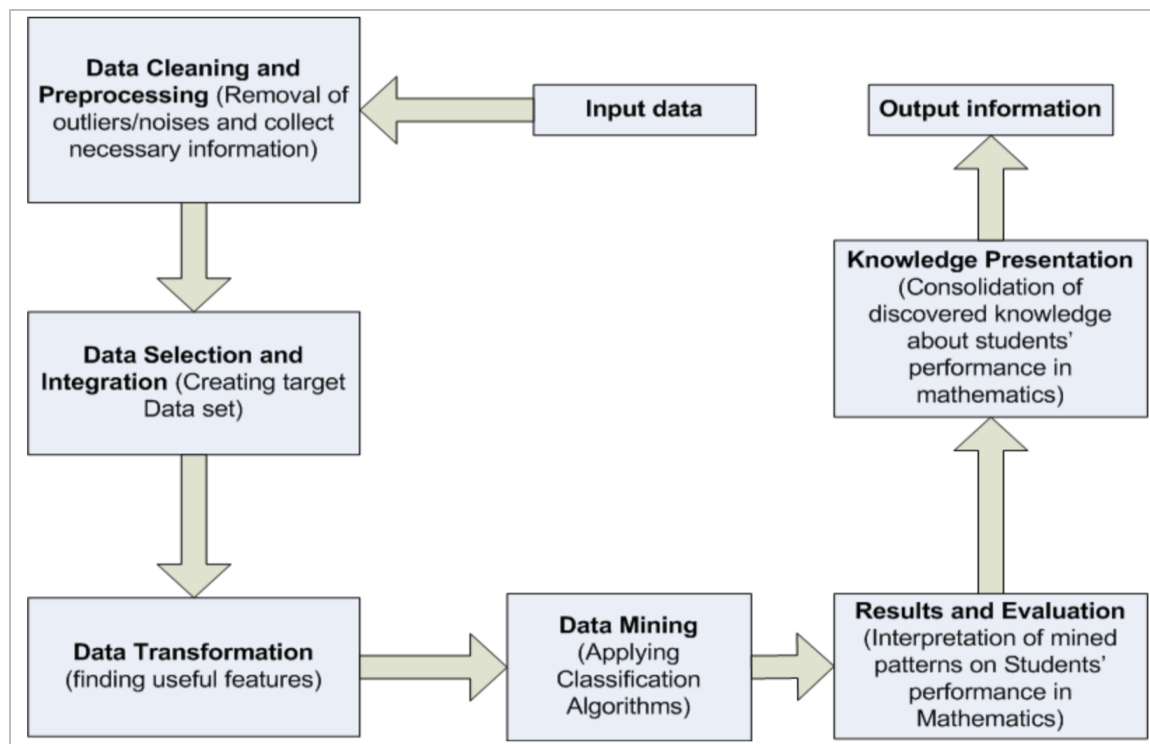 Data Cleaning and
Preprocessing (Removal of
outliers/noises and collect
necessary information)
Input data
Output information
Knowledge Presentation
(Consolidation of
discovered knowledge
about students’
performance in
mathematics)
Data Selection and
Integration (Creating target
Data set)
Data Transformation
(finding useful features)
Data Mining
(Applying
Classification
Algorithms)
Results and Evaluation
(Interpretation of mined
patterns on Students’
performance in
Mathematics)